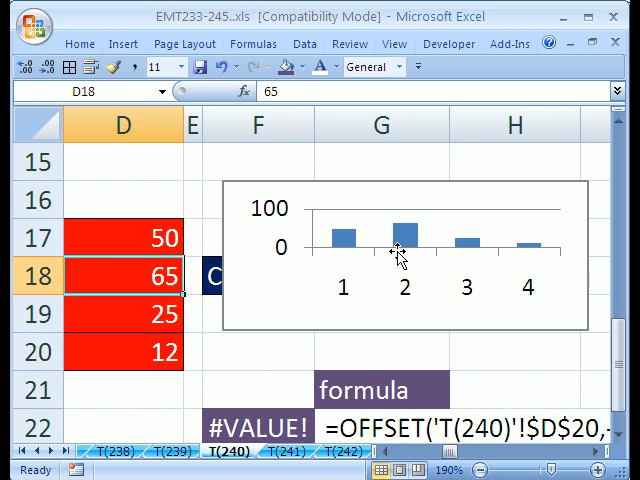 EMT233-245..xls [Compatibility Mode] - Microsoft Excel
Home Insert Page Layout Formulas Data Review View Developer Add-Ins
11 General
D18 fx 65
D E F G H
15
16
100
17 50
0
18 65 C
1 2 3 4
19 25
20 12
21 formula
22 #VALUE! =OFFSET('T(240)'!$D$20,-
T(238) T(239) T(240) T(241) T(242)
Ready 190%